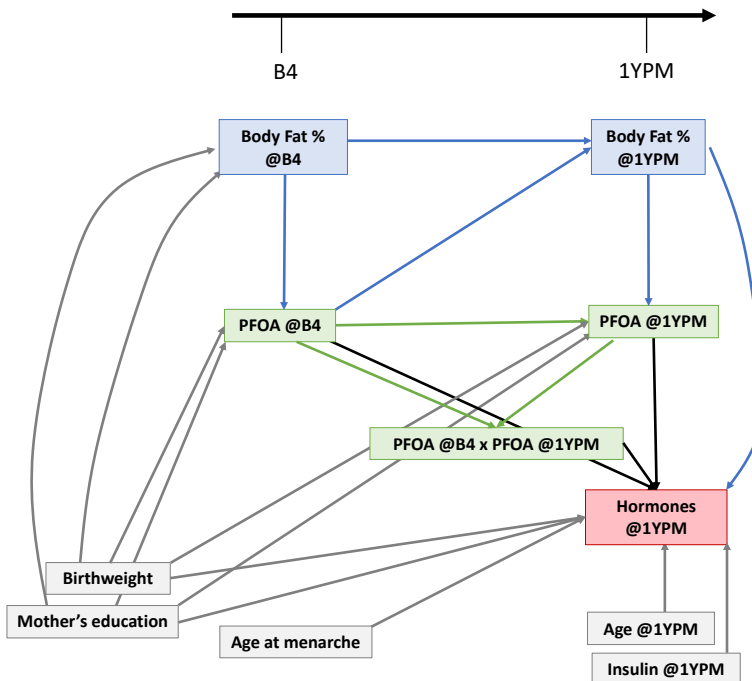 B4
1YPM
Body Fat %
@B4
Body Fat %
@1YPM
PFOA @B4
PFOA @1YPM
PFOA @B4 x PFOA @1YPM
Hormones
@1YPM
Birthweight
Mother's education
Age at menarche
Age @1YPM
Insulin @1YPM